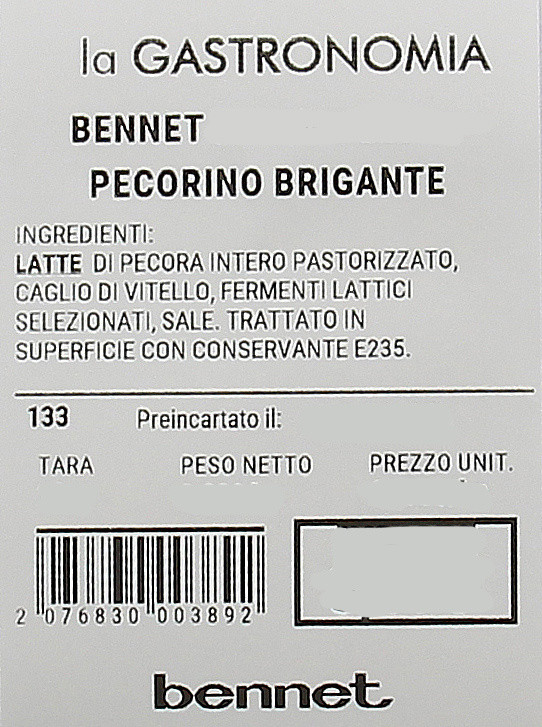 la GASTRONOMIA
BENNET
PECORINO BRIGANTE
INGREDIENTI:
LATTE DI PECORA INTERO PASTORIZZATO,
CAGLIO DI VITELLO, FERMENTI LATTICI
SELEZIONATI, SALE. TRATTATO IN
SUPERFICIE CON CONSERVANTE E235.
133 Preincartato il:
TARA PESO NETTO PREZZO UNIT.
2 076830 003892
bennet